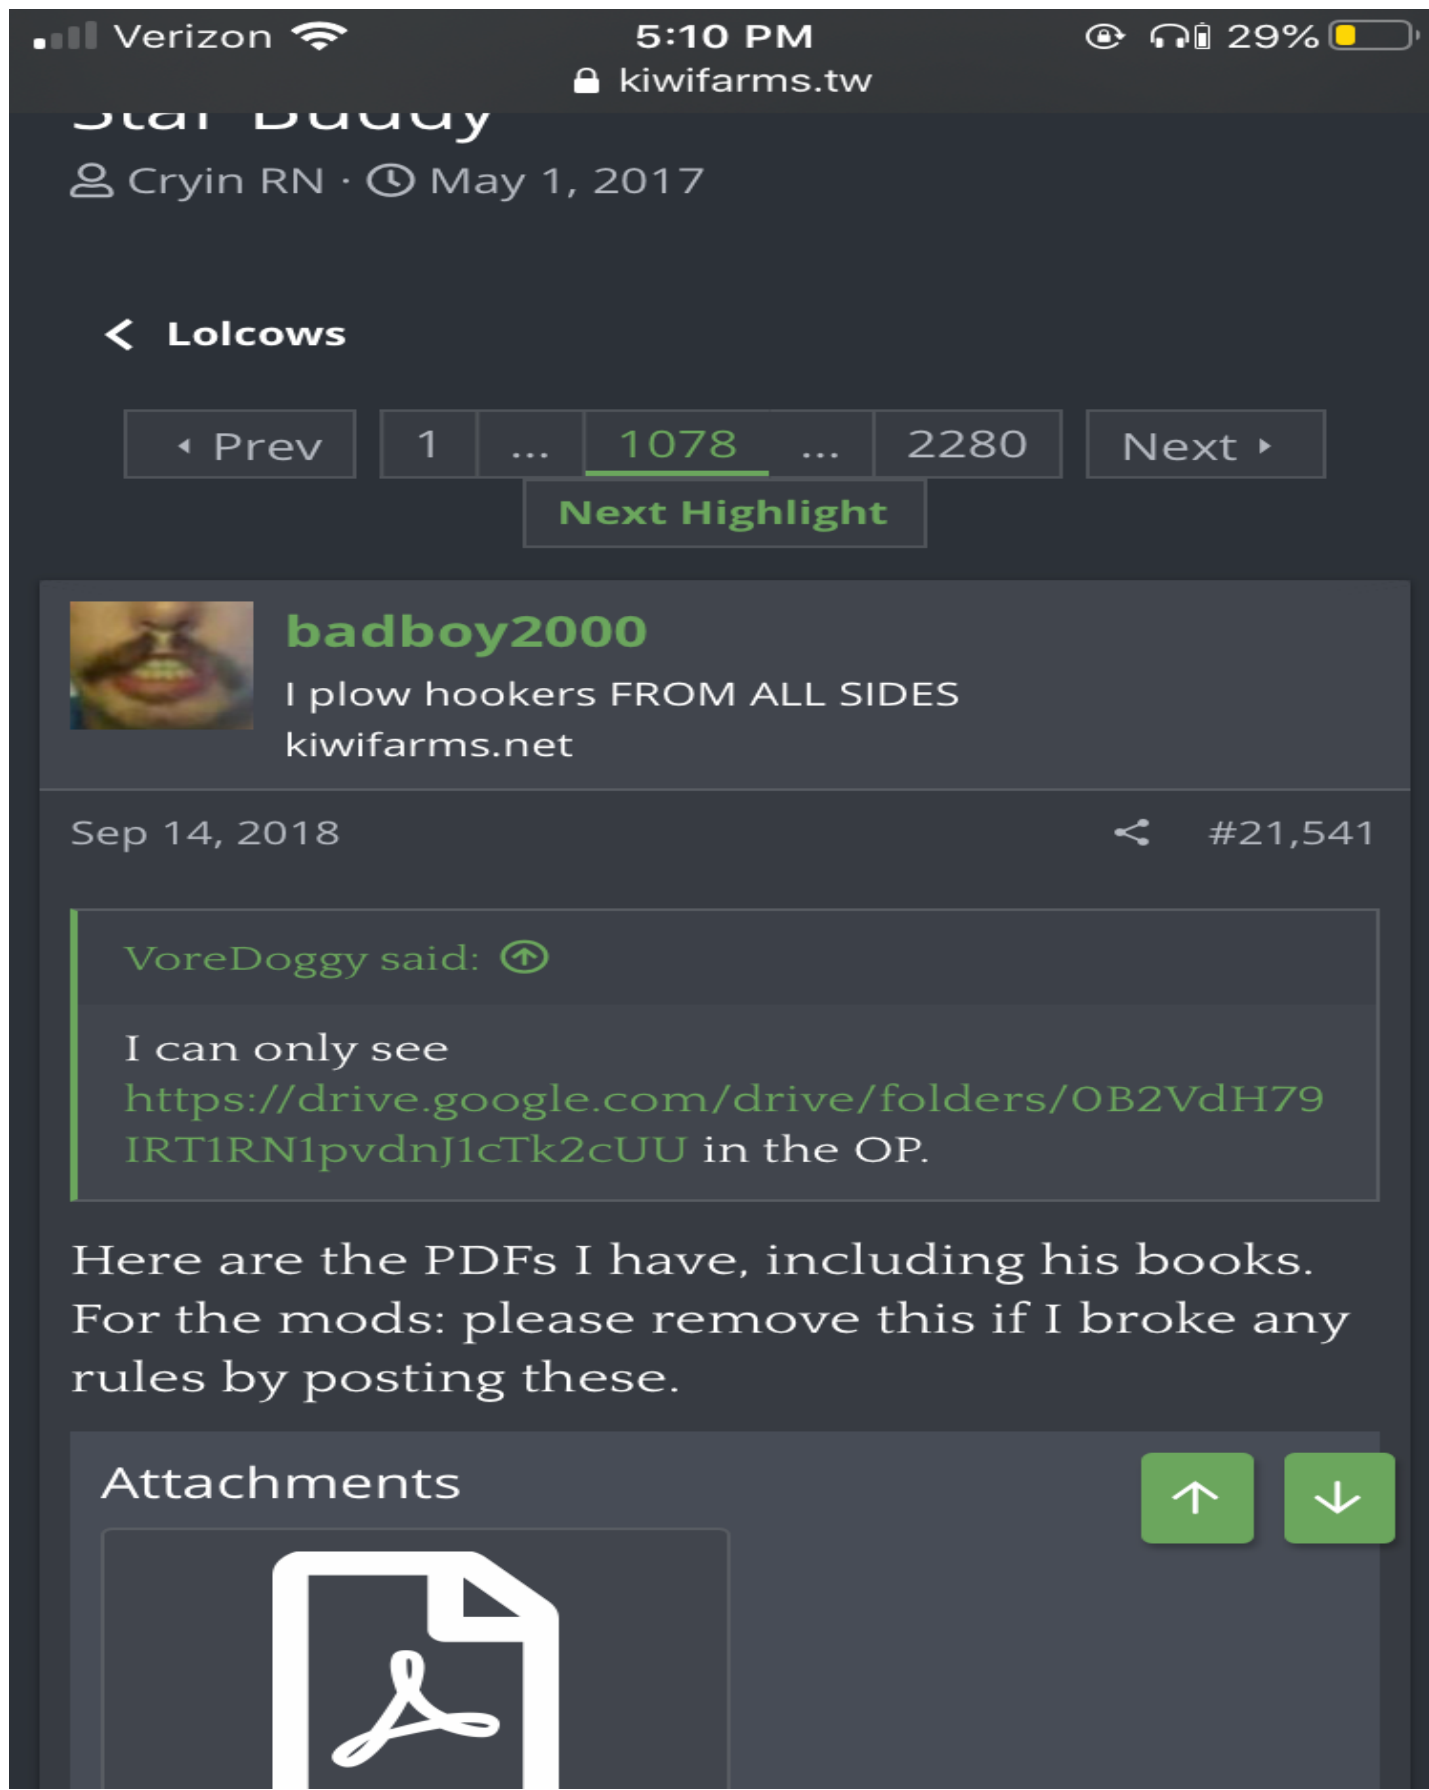 Verizon 5:10 PM 29%
kiwifarms.tw
Star Buddy
Cryin RN · May 1, 2017
Lolcows
Prev 1 ... 1078 ... 2280 Next
Next Highlight
badboy2000
I plow hookers FROM ALL SIDES
kiwifarms.net
Sep 14, 2018 #21,541
VoreDoggy said:
I can only see
https://drive.google.com/drive/folders/0B2VdH79
IRT1RN1pvdnJ1cTk2cUU in the OP.
Here are the PDFs I have, including his books.
For the mods: please remove this if I broke any
rules by posting these.
Attachments